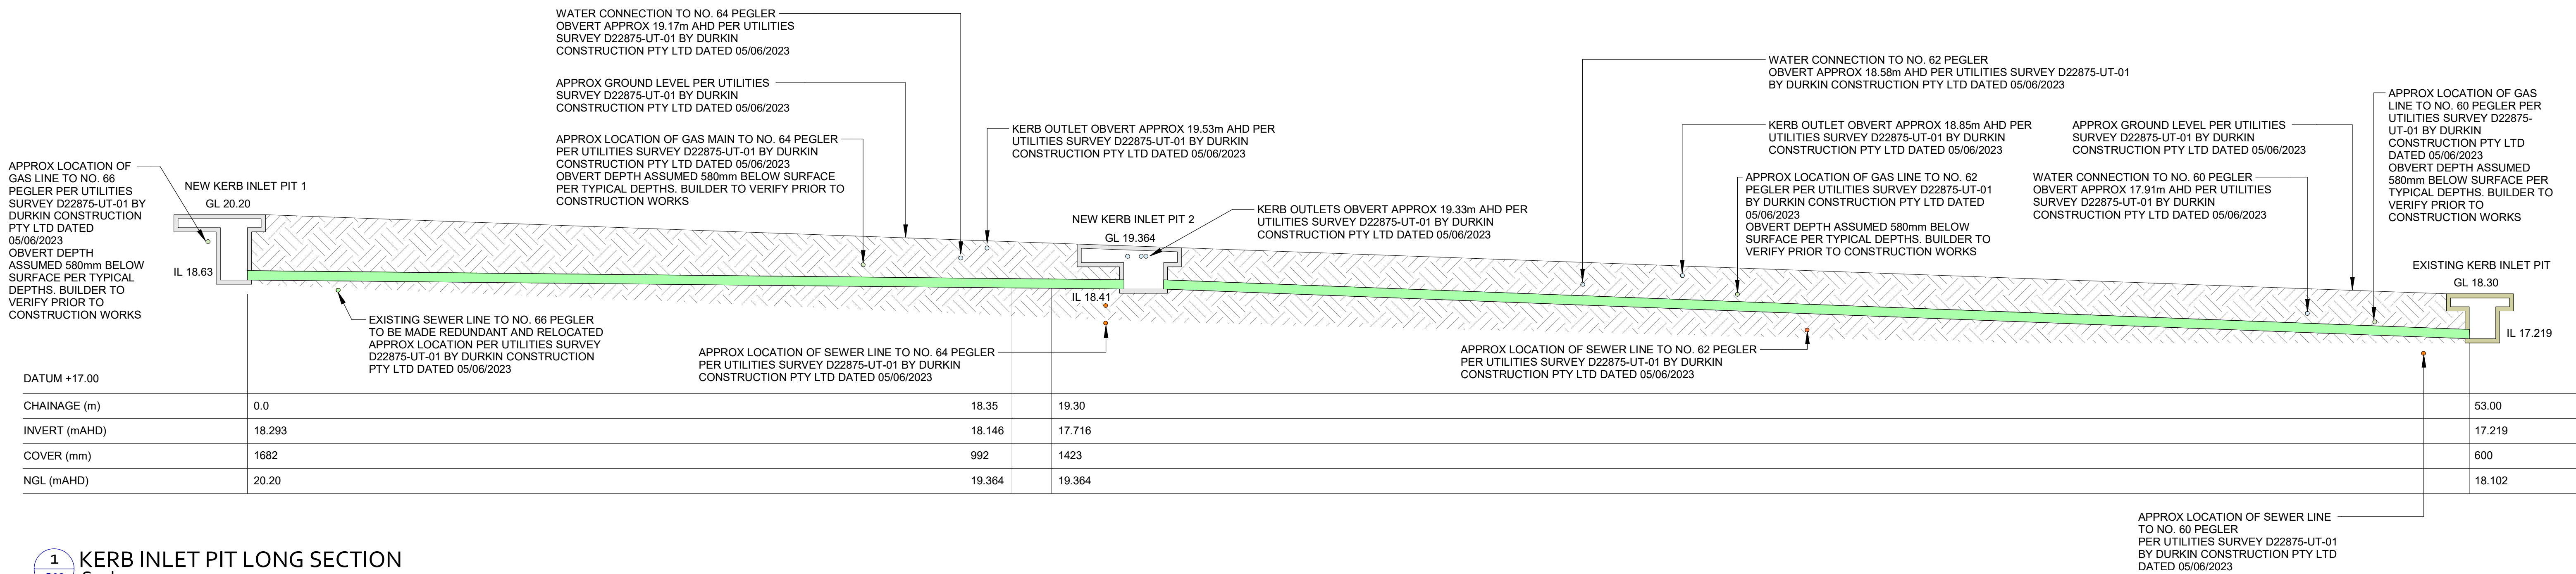 WATER CONNECTION TO NO. 64 PEGLER
OBVERT APPROX 19.17m AHD PER UTILITIES
SURVEY D22875-UT-01 BY DURKIN
CONSTRUCTION PTY LTD DATED 05/06/2023
APPROX GROUND LEVEL PER UTILITIES
SURVEY D22875-UT-01 BY DURKIN
CONSTRUCTION PTY LTD DATED 05/06/2023
APPROX LOCATION OF GAS MAIN TO NO. 64 PEGLER
PER UTILITIES SURVEY D22875-UT-01 BY DURKIN
CONSTRUCTION PTY LTD DATED 05/06/2023
OBVERT DEPTH ASSUMED 580mm BELOW SURFACE
PER TYPICAL DEPTHS. BUILDER TO VERIFY PRIOR TO
CONSTRUCTION WORKS
APPROX LOCATION OF
GAS LINE TO NO. 66
PEGLER PER UTILITIES
SURVEY D22875-UT-01 BY
DURKIN CONSTRUCTION
PTY LTD DATED
05/06/2023
OBVERT DEPTH
ASSUMED 580mm BELOW
SURFACE PER TYPICAL
DEPTHS. BUILDER TO
VERIFY PRIOR TO
CONSTRUCTION WORKS
NEW KERB INLET PIT 1
GL 20.20
IL 18.63
KERB OUTLET OBVERT APPROX 19.53m AHD PER
UTILITIES SURVEY D22875-UT-01 BY DURKIN
CONSTRUCTION PTY LTD DATED 05/06/2023
NEW KERB INLET PIT 2
GL 19.364
IL 18.41
KERB OUTLETS OBVERT APPROX 19.33m AHD PER
UTILITIES SURVEY D22875-UT-01 BY DURKIN
CONSTRUCTION PTY LTD DATED 05/06/2023
WATER CONNECTION TO NO. 62 PEGLER
OBVERT APPROX 18.58m AHD PER UTILITIES SURVEY D22875-UT-01
BY DURKIN CONSTRUCTION PTY LTD DATED 05/06/2023
KERB OUTLET OBVERT APPROX 18.85m AHD PER
UTILITIES SURVEY D22875-UT-01 BY DURKIN
CONSTRUCTION PTY LTD DATED 05/06/2023
APPROX LOCATION OF GAS LINE TO NO. 62
PEGLER PER UTILITIES SURVEY D22875-UT-01
BY DURKIN CONSTRUCTION PTY LTD DATED
05/06/2023
OBVERT DEPTH ASSUMED 580mm BELOW
SURFACE PER TYPICAL DEPTHS. BUILDER TO
VERIFY PRIOR TO CONSTRUCTION WORKS
APPROX GROUND LEVEL PER UTILITIES
SURVEY D22875-UT-01 BY DURKIN
CONSTRUCTION PTY LTD DATED 05/06/2023
WATER CONNECTION TO NO. 60 PEGLER
OBVERT APPROX 17.91m AHD PER UTILITIES
SURVEY D22875-UT-01 BY DURKIN
CONSTRUCTION PTY LTD DATED 05/06/2023
APPROX LOCATION OF GAS
LINE TO NO. 60 PEGLER PER
UTILITIES SURVEY D22875-
UT-01 BY DURKIN
CONSTRUCTION PTY LTD
DATED 05/06/2023
OBVERT DEPTH ASSUMED
580mm BELOW SURFACE PER
TYPICAL DEPTHS. BUILDER TO
VERIFY PRIOR TO
CONSTRUCTION WORKS
EXISTING KERB INLET PIT
GL 18.30
IL 17.219
EXISTING SEWER LINE TO NO. 66 PEGLER
TO BE MADE REDUNDANT AND RELOCATED
APPROX LOCATION PER UTILITIES SURVEY
D22875-UT-01 BY DURKIN CONSTRUCTION
PTY LTD DATED 05/06/2023
APPROX LOCATION OF SEWER LINE TO NO. 64 PEGLER
PER UTILITIES SURVEY D22875-UT-01 BY DURKIN
CONSTRUCTION PTY LTD DATED 05/06/2023
APPROX LOCATION OF SEWER LINE TO NO. 62 PEGLER
PER UTILITIES SURVEY D22875-UT-01 BY DURKIN
CONSTRUCTION PTY LTD DATED 05/06/2023
DATUM +17.00
CHAINAGE (m) 0.0 18.35 19.30 53.00
INVERT (mAHD) 18.293 18.146 17.716 17.219
COVER (mm) 1682 992 1423 600
NGL (mAHD) 20.20 19.364 19.364 18.102
APPROX LOCATION OF SEWER LINE
TO NO. 60 PEGLER
PER UTILITIES SURVEY D22875-UT-01
BY DURKIN CONSTRUCTION PTY LTD
DATED 05/06/2023
1
KERB INLET PIT LONG SECTION